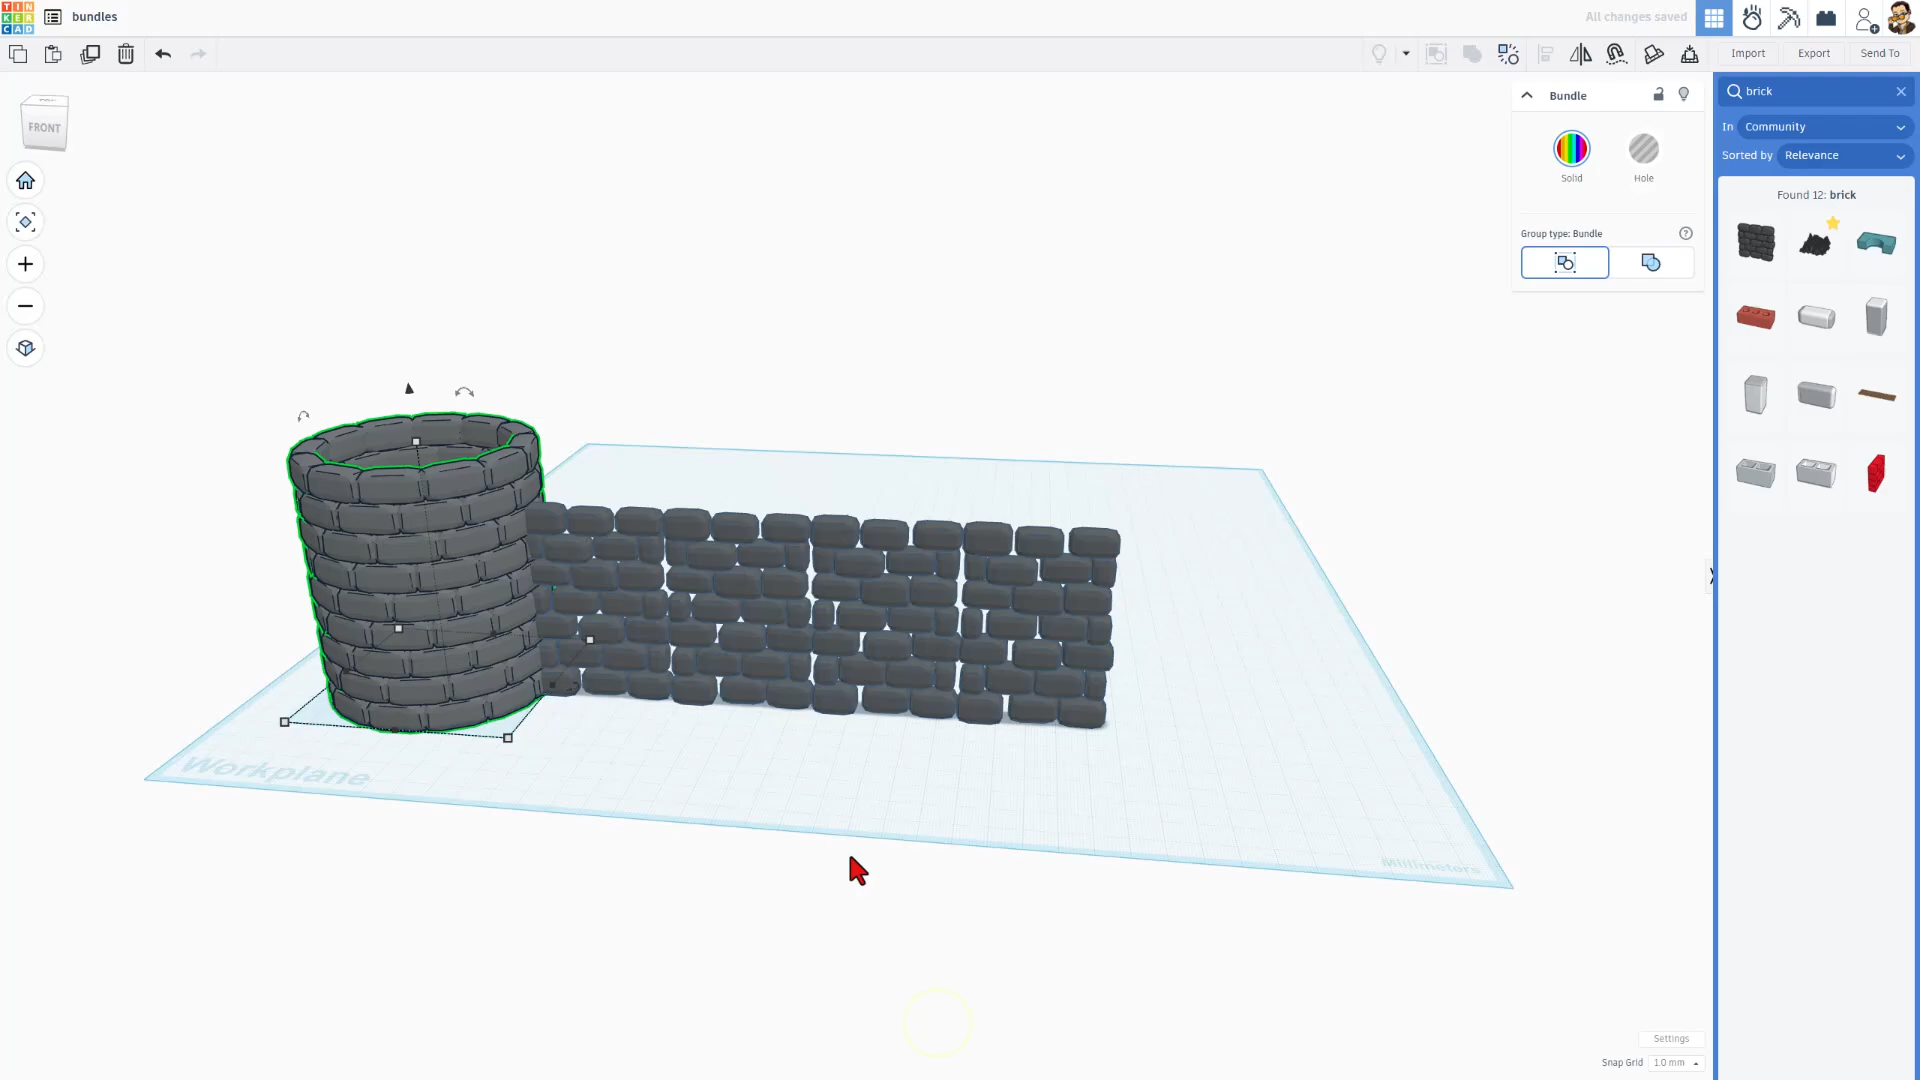 TIN
KER
CAD
bundles
All changes saved
Import
Export
Send To
FRONT
Bundle
Solid
Hole
Group type: Bundle
?
brick
In
Community
Sorted by
Relevance
Found 12: brick
Workplane
Millimeters
Settings
Snap Grid
1.0 mm